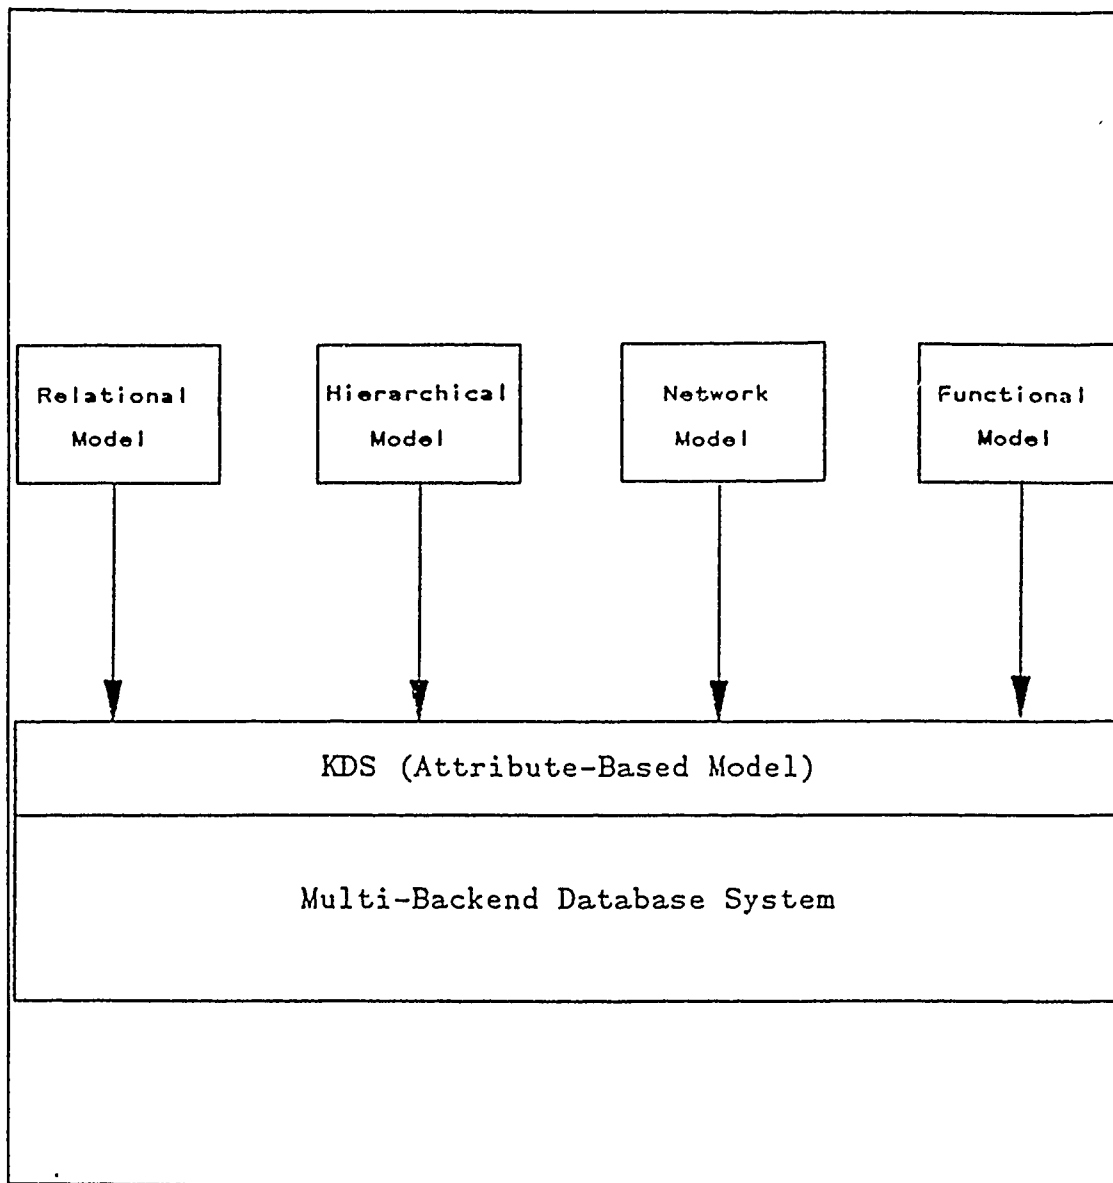 Relational
Model
Hierarchical
Model
Network
Model
Functional
Model
KDS (Attribute-Based Model)
Multi-Backend Database System